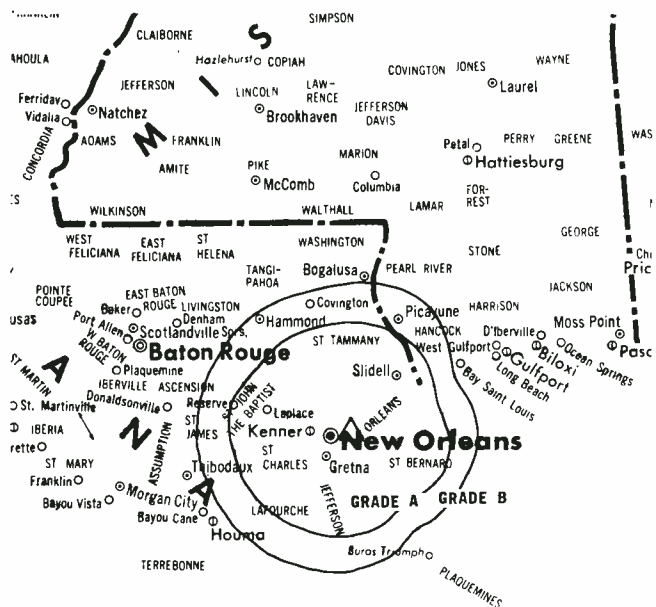 SIMPSON
CLAIBORNE
S
AHOULA
Hazlehurst
COPIAH
COVINGTON
JONES
WAYNE
JEFFERSON
LINCOLN
LAW-
RENCE
Laurel
Ferriday
Natchez
Vidalia
Brookhaven
JEFFERSON
DAVIS
CONCORDIA
ADAMS
M
FRANKLIN
Petal
PERRY
GREENE
WAS
AMITE
PIKE
MARION
Hattiesburg
McComb
Columbia
FOR-
REST
WILKINSON
WALTHALL
LAMAR
GEORGE
WEST
FELICIANA
EAST
FELICIANA
ST
HELENA
WASHINGTON
STONE
TANGI-
PAHOA
Bogalusa
PEARL RIVER
JACKSON
POINTE
COUPEE
EAST BATON
ROUGE
LIVINGSTON
Covington
Picayune
HARRISON
Baker
Denham
Sprs.
Hammond
HANCOCK
D'Iberville
Moss Point
usas
Port Allen
Scotlandville
ST TAMMANY
West Gulfport
Biloxi
Ocean Springs
Pasc
W BATON
ROUGE
Baton Rouge
Gulfport
Long Beach
ST MARTIN
A
Plaquemine
Slidell
Bay Saint Louis
IBERVILLE
ASCENSION
Donaldsonville
Reserve
ST JOHN
THE BAPTIST
Laplace
ORLEANS
St. Martinville
N
ST
JAMES
Kenner
New Orleans
IBERIA
ASSUMPTION
ST
CHARLES
Gretna
ST BERNARD
ST MARY
Thibodaux
Franklin
A
JEFFERSON
GRADE A
GRADE B
Morgan City
Bayou Vista
Bayou Cane
LAFOURCHE
Houma
Buras Triumph
TERREBONNE
PLAQUEMINES